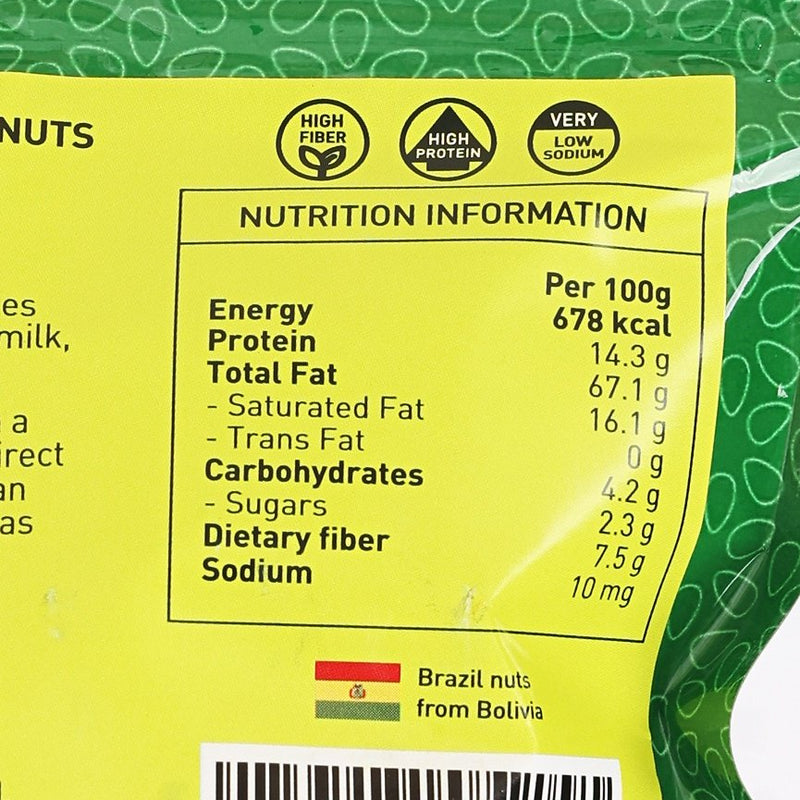 NUTS
HIGH
FIBER
HIGH
PROTEIN
VERY
LOW
SODIUM
es
milk,
a
irect
an
as
NUTRITION INFORMATION
Per 100g
Energy 678 kcal
Protein 14.3 g
Total Fat 67.1 g
- Saturated Fat 16.1 g
- Trans Fat 0 g
Carbohydrates 4.2 g
- Sugars 2.3 g
Dietary fiber 7.5 g
Sodium 10 mg
Brazil nuts
from Bolivia